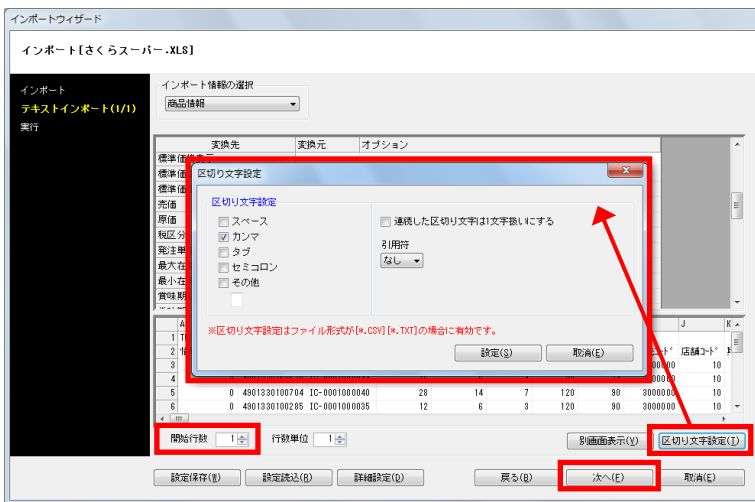 インポートウィザード
インポート[さくらスーパー.XLS]
インポート
テキストインポート(1/1)
実行
インポート情報の選択
商品情報
変換先 変換元 オプション
標準価
標準価
売価
原価
税区分
発注単
最大在
最小在
賞味期
区切り文字設定
区切り文字設定
スペース
カンマ
タブ
セミコロン
その他
連続した区切り文字は1文字扱いにする
引用符
なし
※区切り文字設定はファイル形式が[*.CSV][*.TXT]の場合に有効です。
設定(S) 取消(E)
A J K
1
2 店舗コード
3 10
4 10
5 0 4901330100704 IC-0001000040 28 14 7 120 90 3000000 10
6 0 4901330100285 IC-0001000035 12 6 3 120 90 3000000 10
開始行数 1 行数単位 1 別画面表示(V) 区切り文字設定(I)
設定保存(W) 設定読込(R) 詳細設定(D) 戻る(B) 次へ(F) 取消(E)